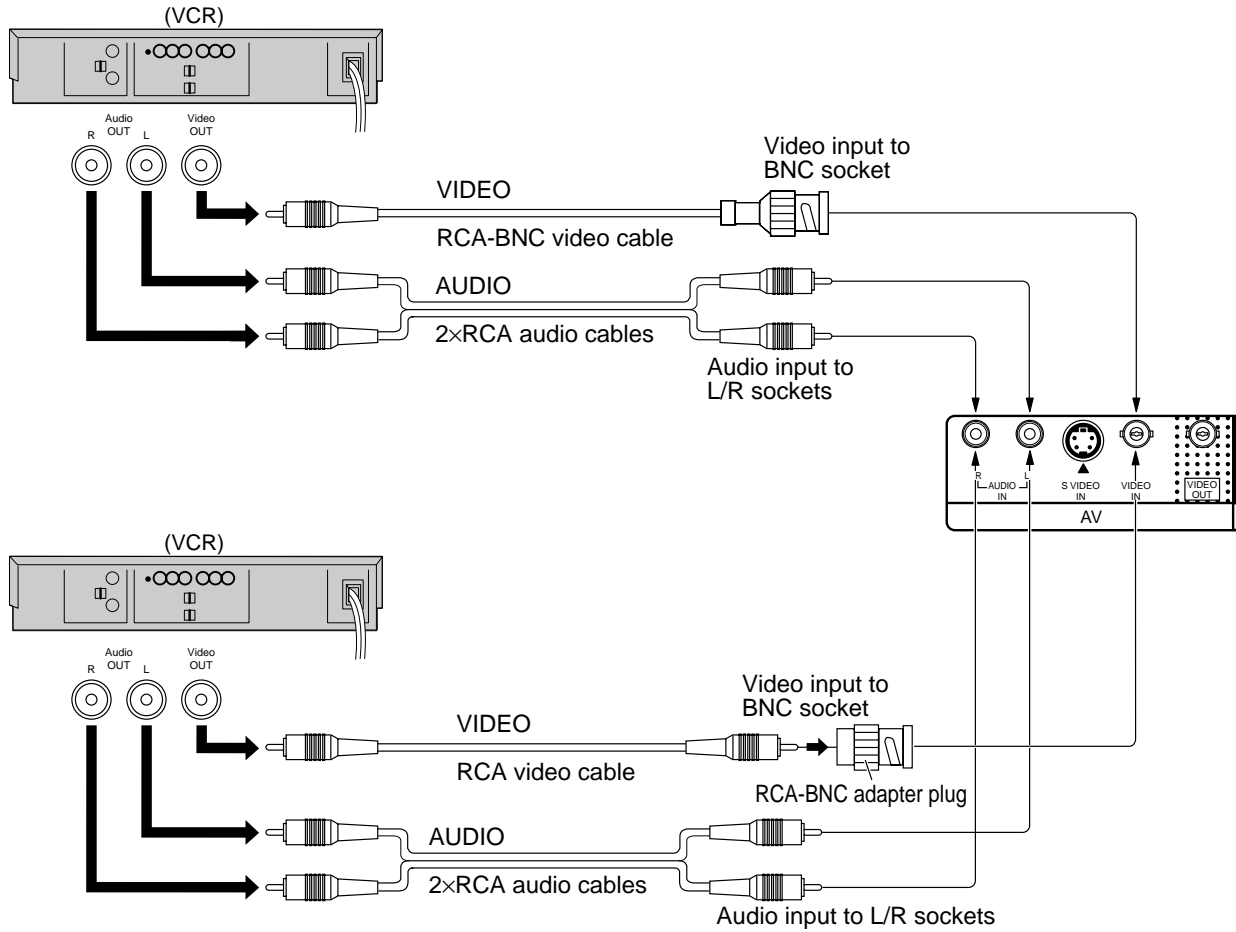 (VCR)
Audio
OUT
R
L
Video
OUT
Video input to
BNC socket
VIDEO
RCA-BNC video cable
AUDIO
2×RCA audio cables
Audio input to
L/R sockets
R
L
AUDIO
IN
S VIDEO
IN
VIDEO
IN
VIDEO
OUT
AV
(VCR)
Audio
OUT
R
L
Video
OUT
Video input to
BNC socket
VIDEO
RCA video cable
RCA-BNC adapter plug
AUDIO
2×RCA audio cables
Audio input to L/R sockets